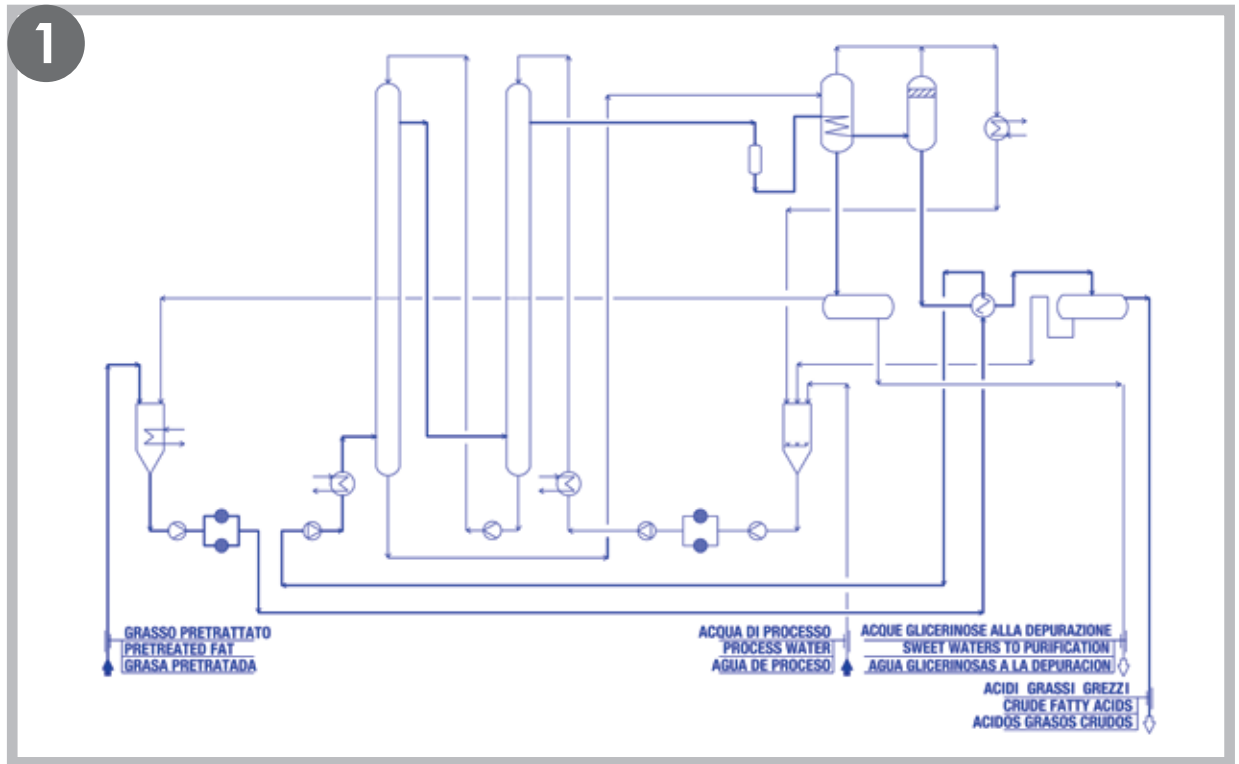 1
GRASSO PRETRATTATO
PRETREATED FAT
GRASA PRETRATADA
ACQUA DI PROCESSO
PROCESS WATER
AGUA DE PROCESO
ACQUE GLICERINOSE ALLA DEPURAZIONE
SWEET WATERS TO PURIFICATION
AGUA GLICERINOSAS A LA DEPURACION
ACIDI GRASSI GREZZI
CRUDE FATTY ACIDS
ACIDOS GRASOS CRUDOS